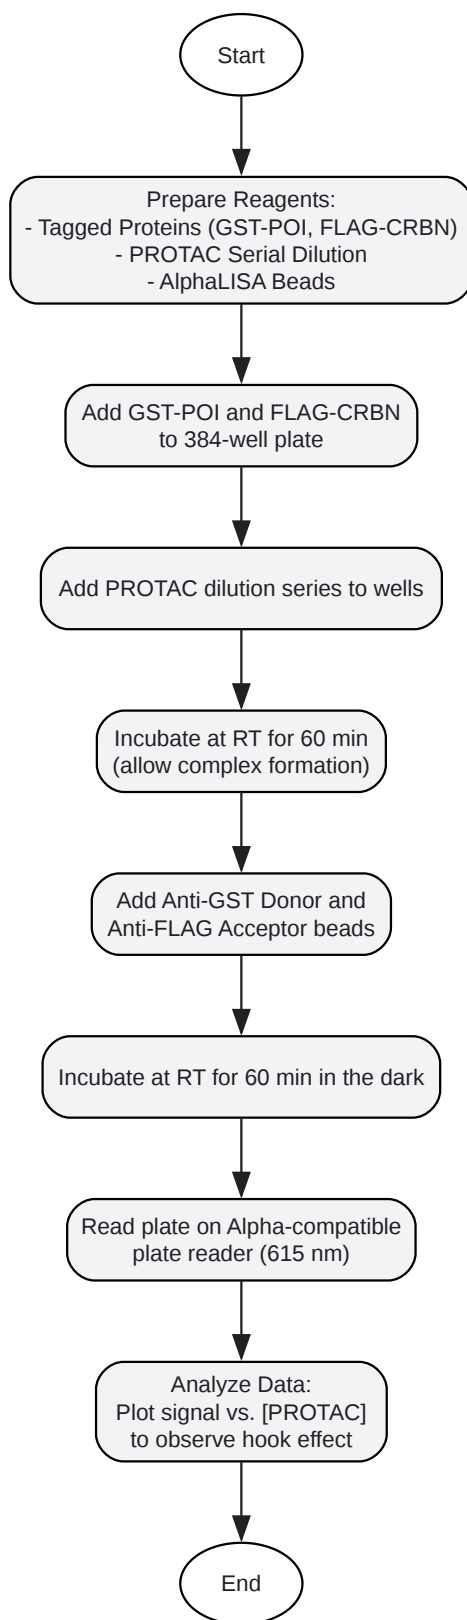 Start
Prepare Reagents:
- Tagged Proteins (GST-POI, FLAG-CRBN)
- PROTAC Serial Dilution
- AlphaLISA Beads
Add GST-POI and FLAG-CRBN
to 384-well plate
Add PROTAC dilution series to wells
Incubate at RT for 60 min
(allow complex formation)
Add Anti-GST Donor and
Anti-FLAG Acceptor beads
Incubate at RT for 60 min in the dark
Read plate on Alpha-compatible
plate reader (615 nm)
Analyze Data:
Plot signal vs. [PROTAC]
to observe hook effect
End